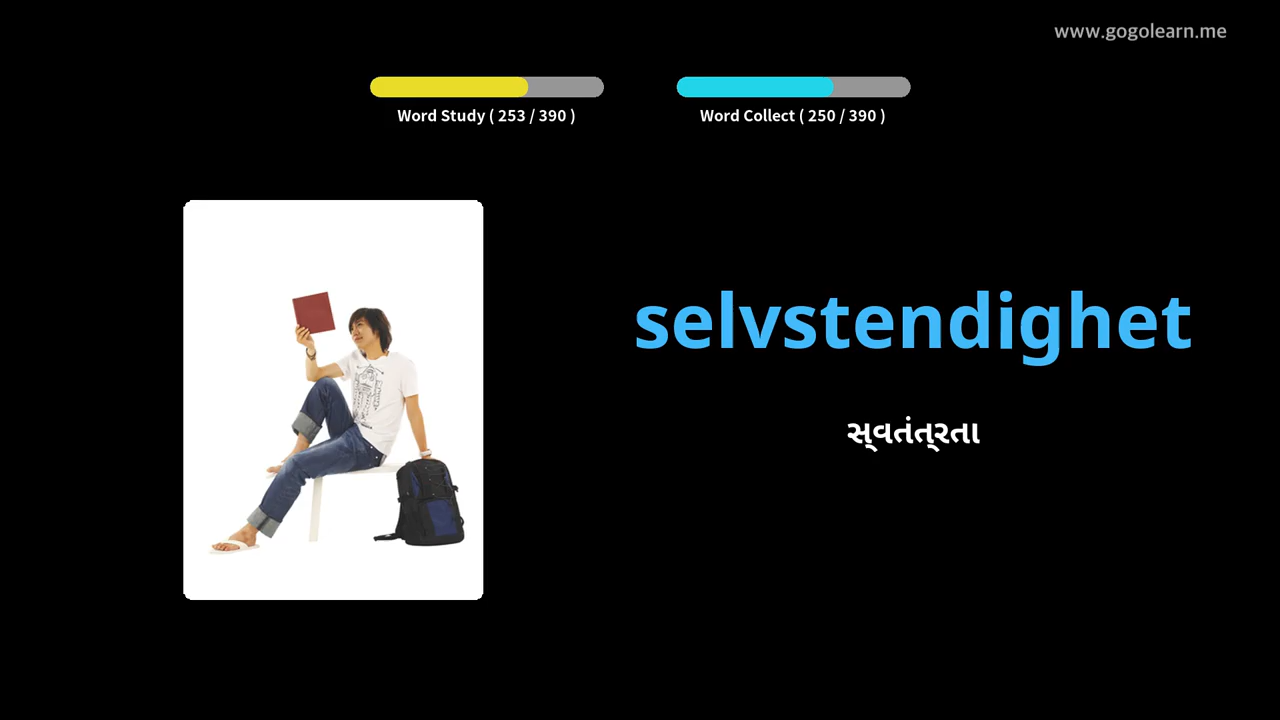 www.gogolearn.me
Word Study ( 253 / 390 )
Word Collect ( 250 / 390 )
selvstendighet
સ્વતંત્રતા